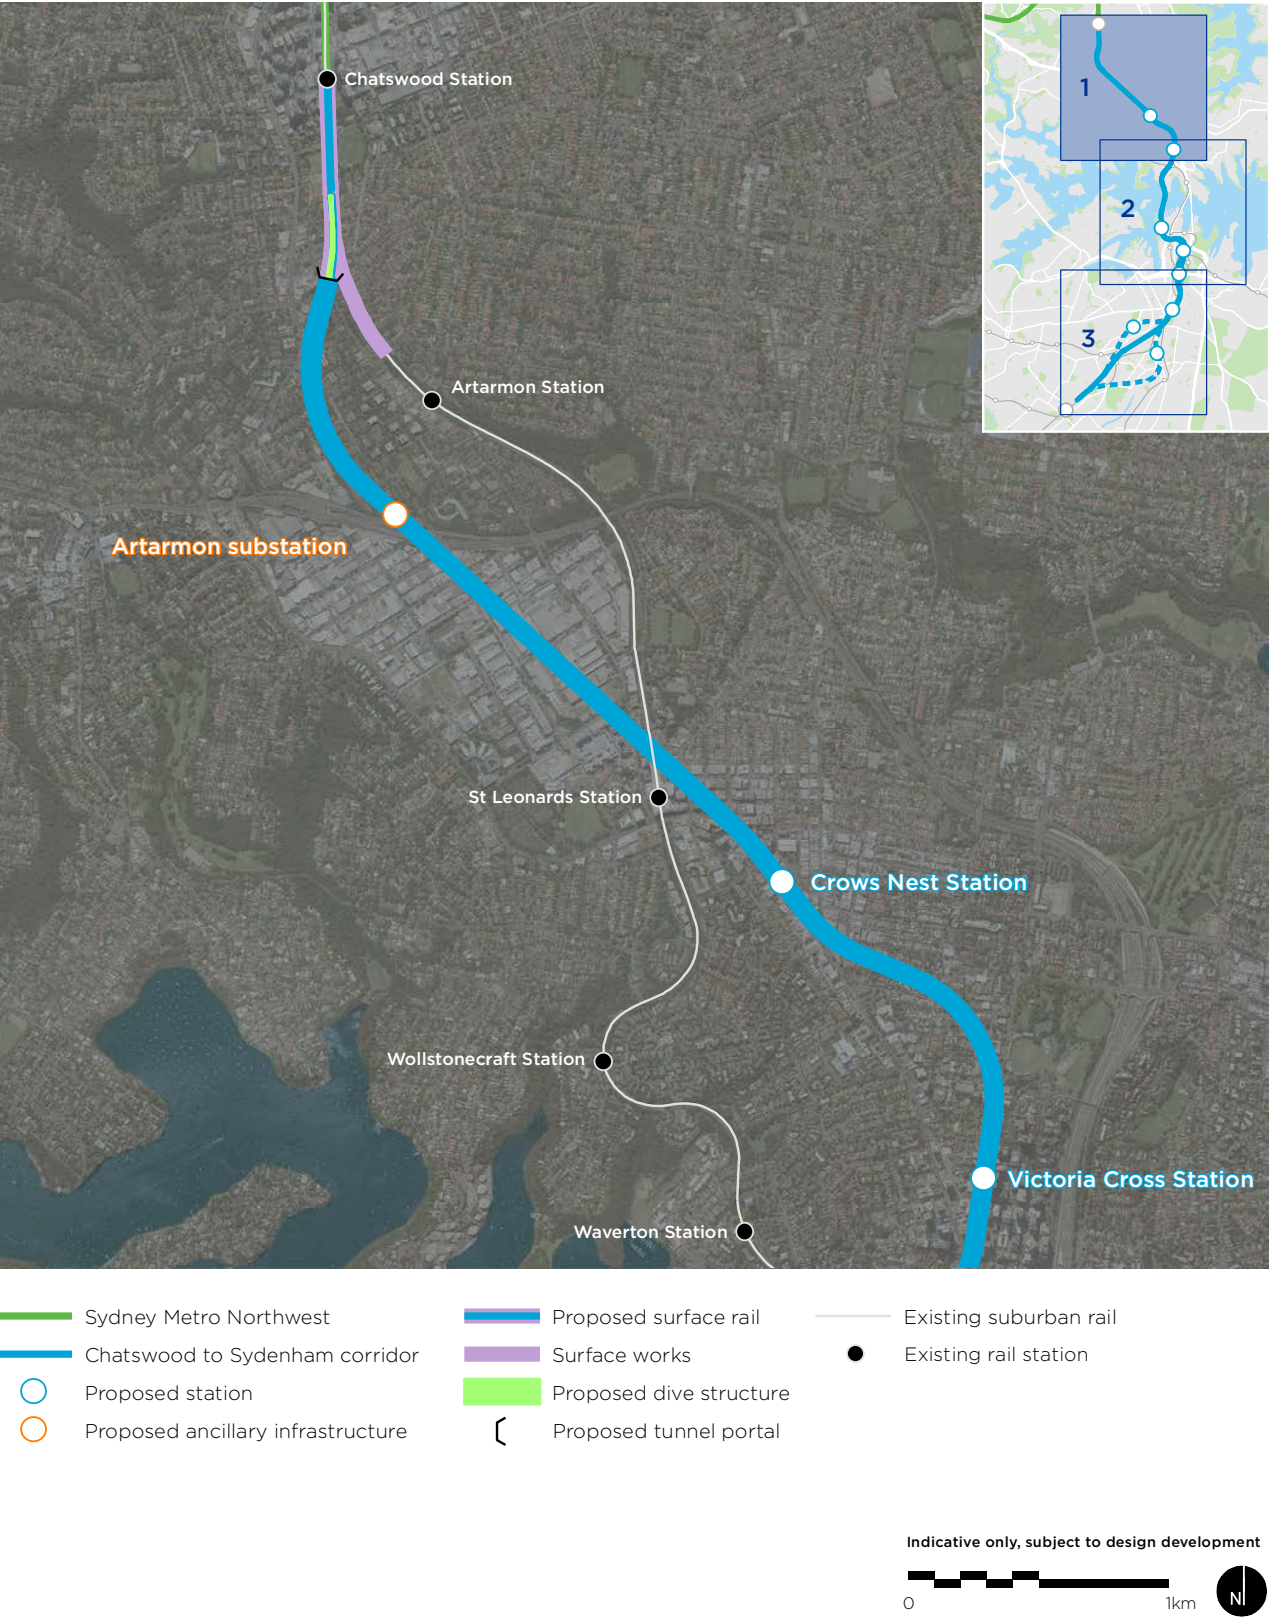 Chatswood Station
1
2
3
Artarmon Station
Artarmon substation
St Leonards Station
Crows Nest Station
Wollstonecraft Station
Victoria Cross Station
Waverton Station
Sydney Metro Northwest
Chatswood to Sydenham corridor
Proposed station
Proposed ancillary infrastructure
Proposed surface rail
Surface works
Proposed dive structure
Proposed tunnel portal
Existing suburban rail
Existing rail station
Indicative only, subject to design development
0 1km
N